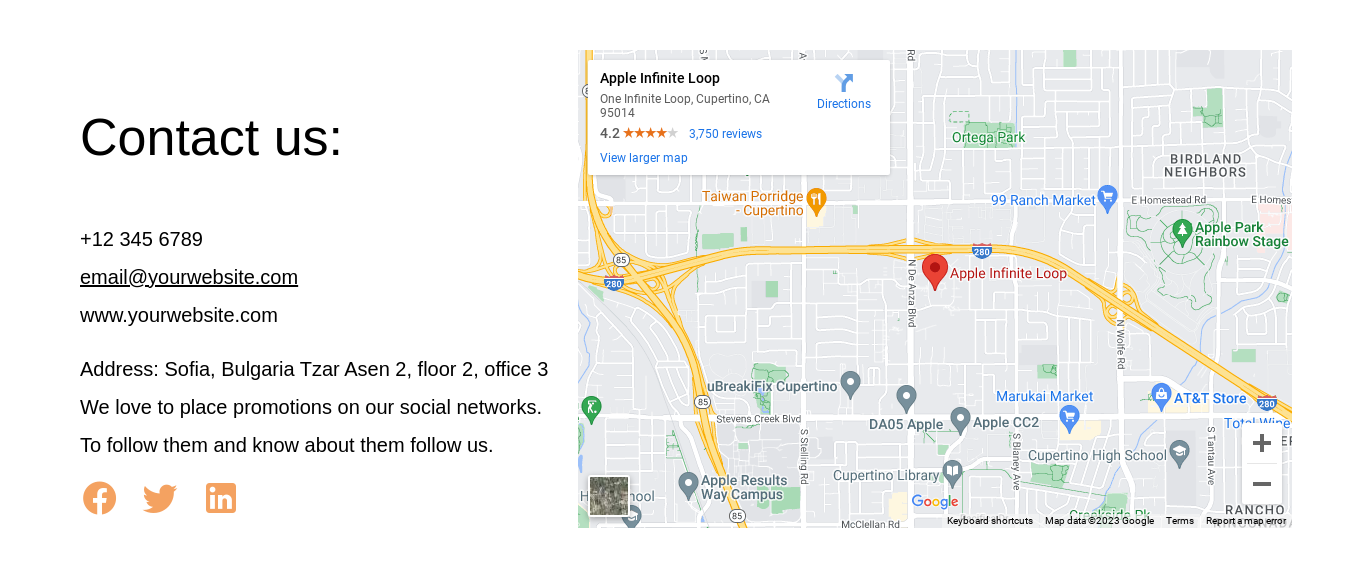 Contact us:
+12 345 6789
email@yourwebsite.com
www.yourwebsite.com
Address: Sofia, Bulgaria Tzar Asen 2, floor 2, office 3
We love to place promotions on our social networks.
To follow them and know about them follow us.
Apple Infinite Loop
One Infinite Loop, Cupertino, CA
95014
Directions
4.2
3,750 reviews
View larger map
Rd
Ortega Park
BIRDLAND
NEIGHBORS
Taiwan Porridge
- Cupertino
99 Ranch Market
E Homestead Rd
E Homes
Apple Park
Rainbow Stage
85
280
280
Apple Infinite Loop
N De Anza Blvd
N Wolfe Rd
uBreakiFix Cupertino
85
Stevens Creek Blvd
DA05 Apple
Apple CC2
Marukai Market
AT&T Store
280
Total Wine
S Stelling Rd
S Blaney Ave
S Tantau Ave
Cupertino High School
Cupertino Library
Apple Results
Way Campus
85
Google
McClellan Rd
Creekside Pk
RANCHO
Keyboard shortcuts
Map data ©2023 Google
Terms
Report a map error